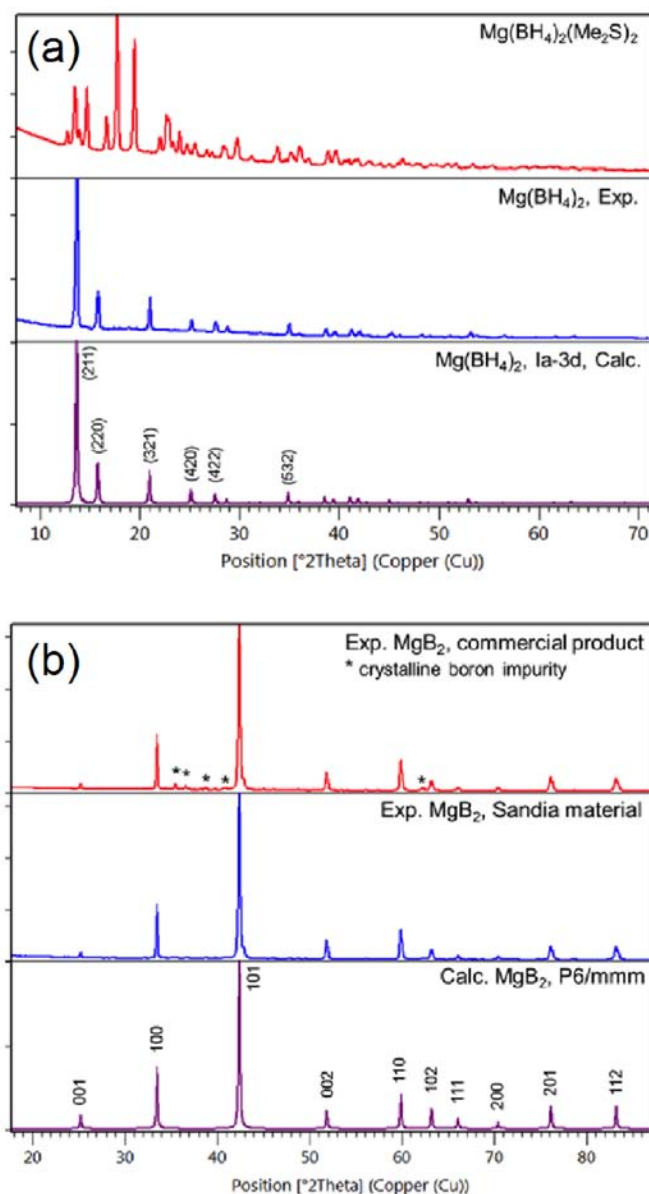 (a)
Mg(BH4)2(Me2S)2
Mg(BH4)2, Exp.
Mg(BH4)2, Ia-3d, Calc.
(211)
(220)
(321)
(420)
(422)
(532)
10 20 30 40 50 60 70
Position [°2Theta] (Copper (Cu))
(b)
Exp. MgB2, commercial product
* crystalline boron impurity
* * * * *
Exp. MgB2, Sandia material
Calc. MgB2, P6/mmm
001
100
101
002
110
102
111
200
201
112
20 30 40 50 60 70 80
Position [°2Theta] (Copper (Cu))